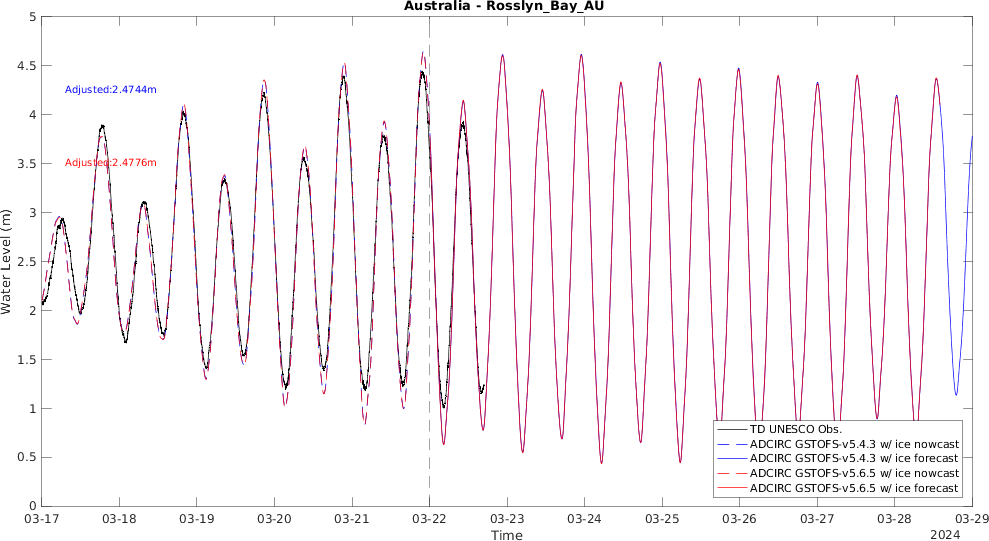 Australia - Rosslyn_Bay_AU
5
4.5
4
3.5
3
2.5
2
1.5
1
0.5
0
Water Level (m)
Adjusted:2.4744m
Adjusted:2.4776m
TD UNESCO Obs.
ADCIRC GSTOFS-v5.4.3 w/ ice nowcast
ADCIRC GSTOFS-v5.4.3 w/ ice forecast
ADCIRC GSTOFS-v5.6.5 w/ ice nowcast
ADCIRC GSTOFS-v5.6.5 w/ ice forecast
03-17 03-18 03-19 03-20 03-21 03-22 03-23 03-24 03-25 03-26 03-27 03-28 03-29
Time
2024